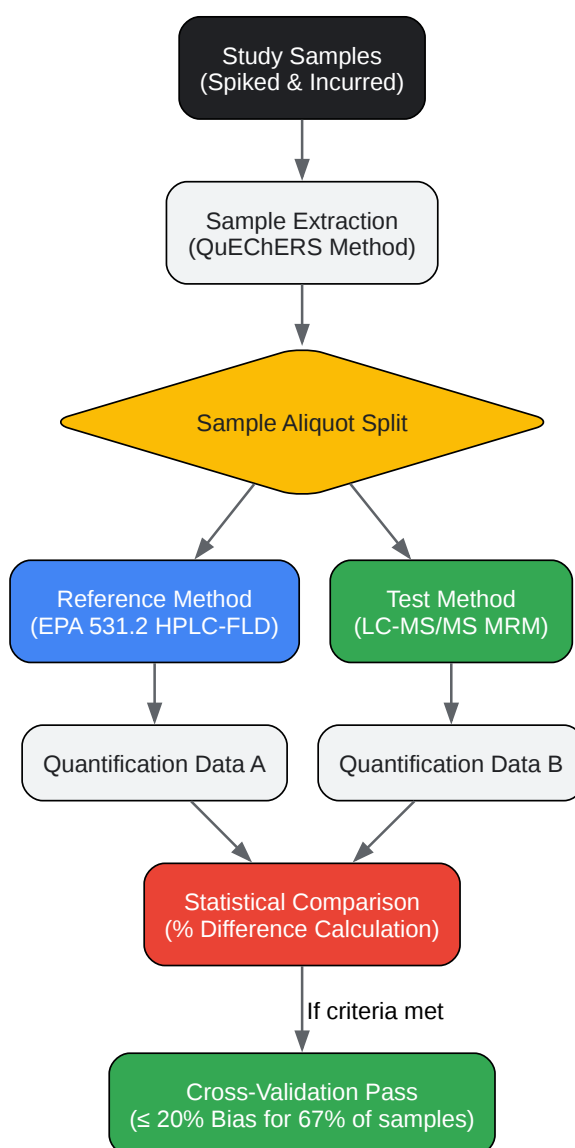 Study Samples
(Spiked & Incurred)
Sample Extraction
(QuEChERS Method)
Sample Aliquot Split
Reference Method
(EPA 531.2 HPLC-FLD)
Test Method
(LC-MS/MS MRM)
Quantification Data A
Quantification Data B
Statistical Comparison
(% Difference Calculation)
If criteria met
Cross-Validation Pass
(≤ 20% Bias for 67% of samples)